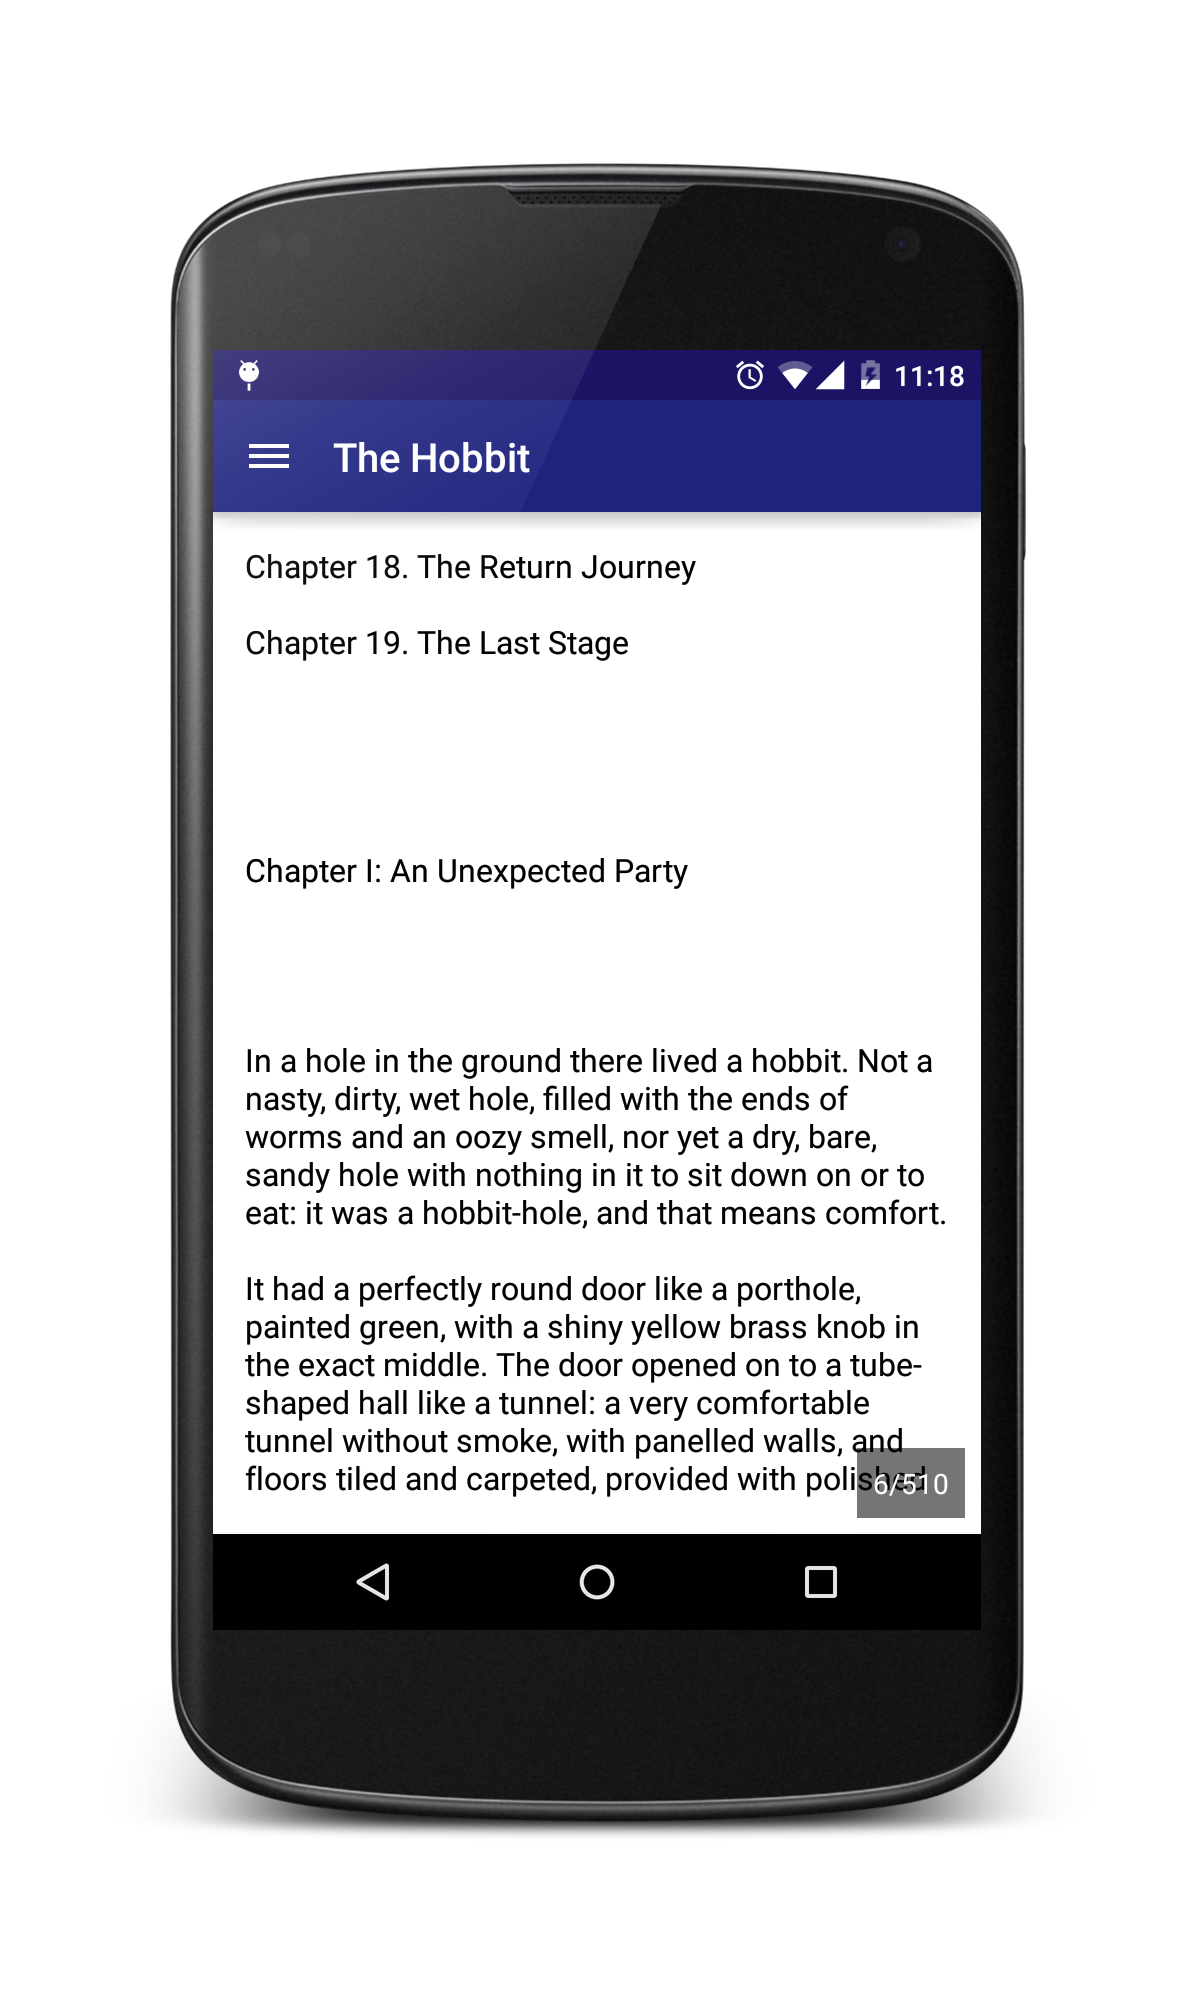 11:18
The Hobbit
Chapter 18. The Return Journey
Chapter 19. The Last Stage
Chapter I: An Unexpected Party
In a hole in the ground there lived a hobbit. Not a
nasty, dirty, wet hole, filled with the ends of
worms and an oozy smell, nor yet a dry, bare,
sandy hole with nothing in it to sit down on or to
eat: it was a hobbit-hole, and that means comfort.
It had a perfectly round door like a porthole,
painted green, with a shiny yellow brass knob in
the exact middle. The door opened on to a tube-
shaped hall like a tunnel: a very comfortable
tunnel without smoke, with panelled walls, and
floors tiled and carpeted, provided with polished
6/510